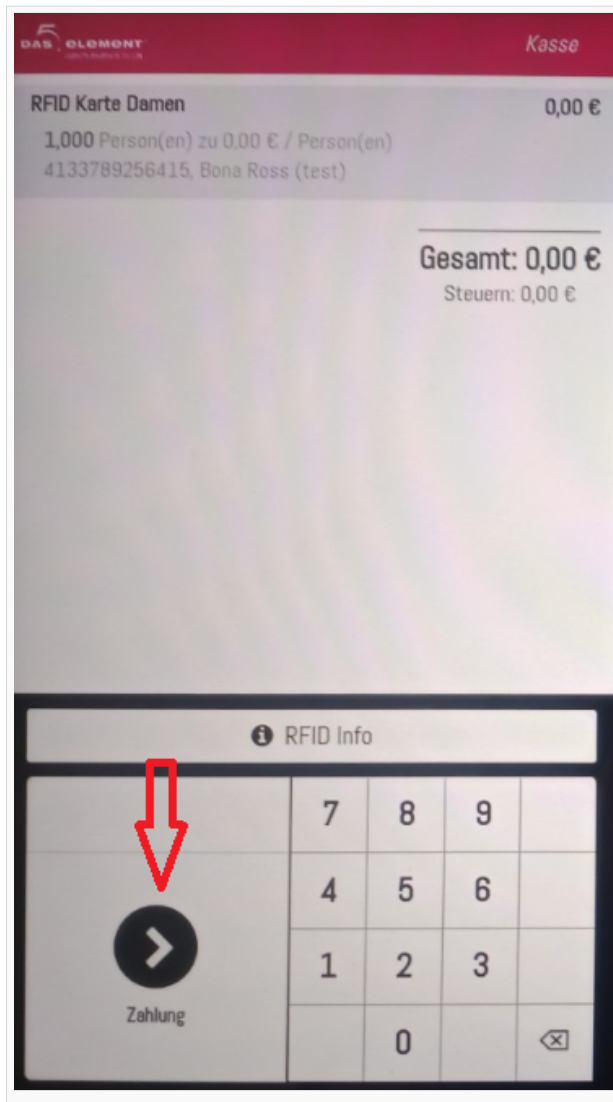 DAS 5 ELEMENT
Kasse
RFID Karte Damen 0,00 €
1,000 Person(en) zu 0,00 € / Person(en)
4133789256415, Bona Ross (test)
Gesamt: 0,00 €
Steuern: 0,00 €
RFID Info
7 8 9
4 5 6
1 2 3
Zahlung
0